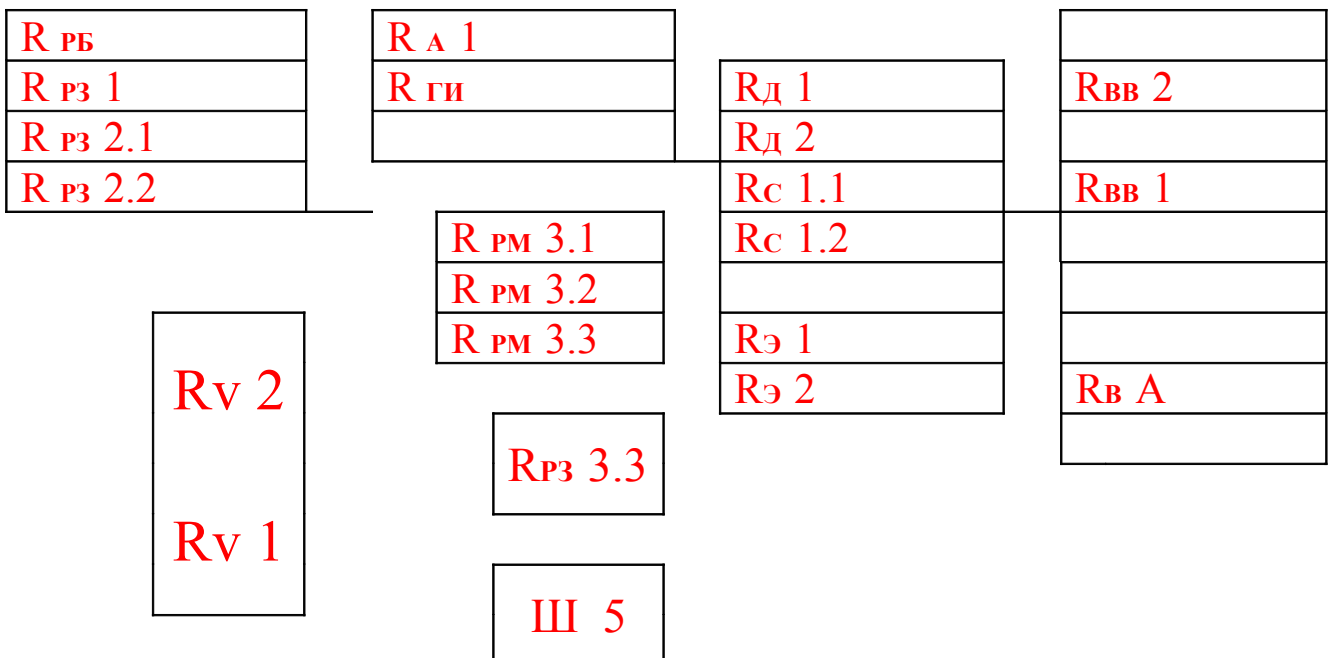 R РБ
R РЗ 1
R РЗ 2.1
R РЗ 2.2
R А 1
R ГИ
R РМ 3.1
R РМ 3.2
R РМ 3.3
Rv 2
Rv 1
RРЗ 3.3
Ш 5
RД 1
RД 2
RС 1.1
RС 1.2
RЭ 1
RЭ 2
RВВ 2
RВВ 1
RВ А